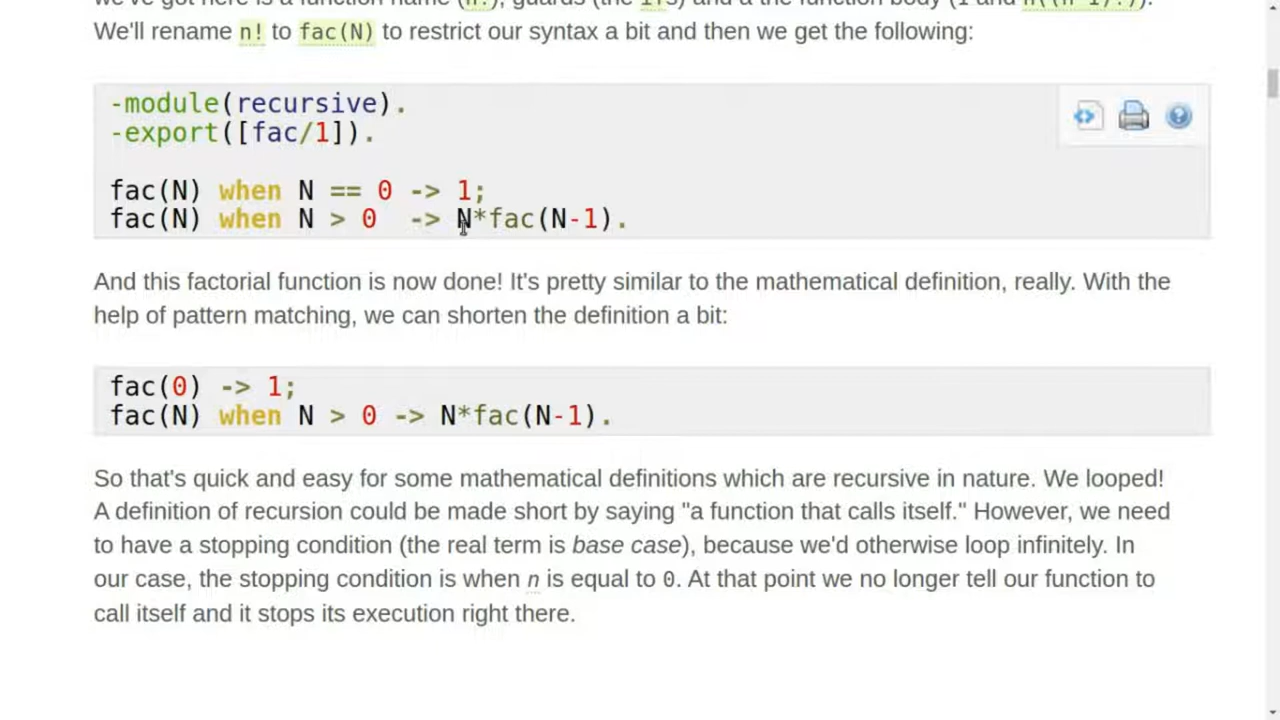 We'll rename n! to fac(N) to restrict our syntax a bit and then we get the following:
-module(recursive).
-export([fac/1]).
fac(N) when N == 0 -> 1;
fac(N) when N > 0  -> N*fac(N-1).
And this factorial function is now done! It's pretty similar to the mathematical definition, really. With the
help of pattern matching, we can shorten the definition a bit:
fac(0) -> 1;
fac(N) when N > 0 -> N*fac(N-1).
So that's quick and easy for some mathematical definitions which are recursive in nature. We looped!
A definition of recursion could be made short by saying "a function that calls itself." However, we need
to have a stopping condition (the real term is base case), because we'd otherwise loop infinitely. In
our case, the stopping condition is when n is equal to 0. At that point we no longer tell our function to
call itself and it stops its execution right there.